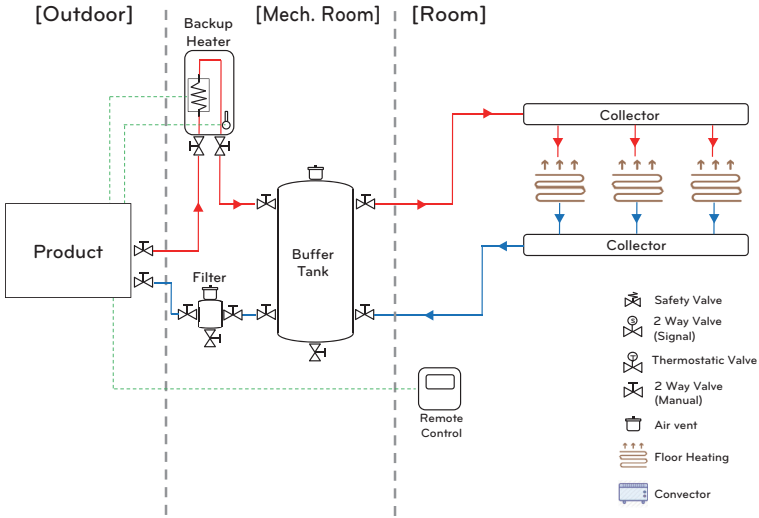 [Outdoor]
[Mech. Room]
[Room]
Backup
Heater
Collector
Product
Buffer
Tank
Collector
Filter
Safety Valve
2 Way Valve
(Signal)
Thermostatic Valve
2 Way Valve
(Manual)
Remote
Control
Air vent
Floor Heating
Convector
S
T